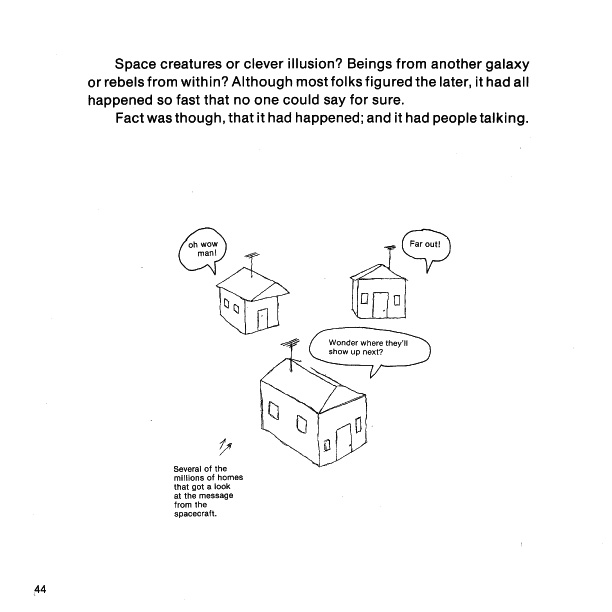 Space creatures or clever illusion? Beings from another galaxy
or rebels from within? Although most folks figured the later, it had all
happened so fast that no one could say for sure.
Fact was though, that it had happened; and it had people talking.
oh wow
man!
Far out!
Wonder where they'll
show up next?
Several of the
millions of homes
that got a look
at the message
from the
spacecraft.
44